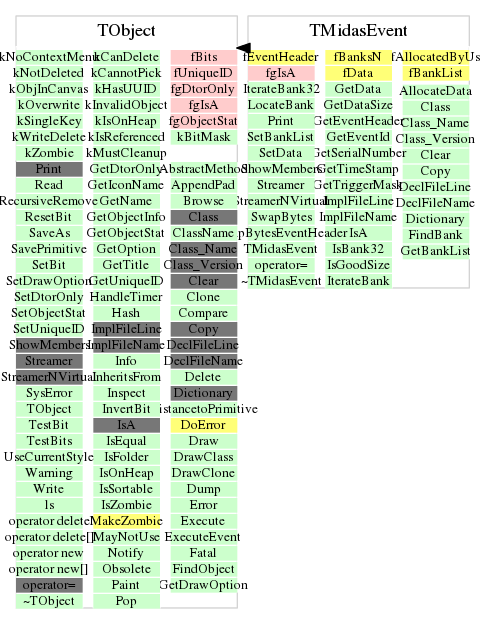 TObject
kNoContextMenu kCanDelete fBits
kNotDeleted kCannotPick fUniqueID
kObjInCanvas kHasUUID fgDtorOnly
kOverwrite kInvalidObject fgIsA
kSingleKey kIsOnHeap fgObjectStat
kWriteDelete kIsReferenced kBitMask
kZombie kMustCleanup
Print GetDtorOnly AbstractMethod
Read GetIconName AppendPad
RecursiveRemove GetName Browse
ResetBit GetObjectInfo Class
SaveAs GetObjectStat ClassName
SavePrimitive GetOption Class_Name
SetBit GetTitle Class_Version
SetDrawOption GetUniqueID Clear
SetDtorOnly HandleTimer Clone
SetObjectStat Hash Compare
SetUniqueID ImplFileLine Copy
ShowMembers ImplFileName DeclFileLine
Streamer Info DeclFileName
StreamerNVirtual InheritsFrom Delete
SysError Inspect Dictionary
TObject InvertBit istancetoPrimitive
TestBit IsA DoError
TestBits IsEqual Draw
UseCurrentStyle IsFolder DrawClass
Warning IsOnHeap DrawClone
Write IsSortable Dump
ls IsZombie Error
operator delete MakeZombie Execute
operator delete[] MayNotUse ExecuteEvent
operator new Notify Fatal
operator new[] Obsolete FindObject
operator= Paint GetDrawOption
~TObject Pop
TMidasEvent
fEventHeader fBanksN fAllocatedByUs
fgIsA fData fBankList
IterateBank32 GetData AllocateData
LocateBank GetDataSize Class
Print GetEventHeader Class_Name
SetBankList GetEventId Class_Version
SetData GetSerialNumber Clear
ShowMembers GetTimeStamp Copy
Streamer GetTriggerMask DeclFileLine
StreamerNVirtual ImplFileLine DeclFileName
SwapBytes ImplFileName Dictionary
pBytesEventHeader IsA FindBank
TMidasEvent IsBank32 GetBankList
operator= IsGoodSize
~TMidasEvent IterateBank